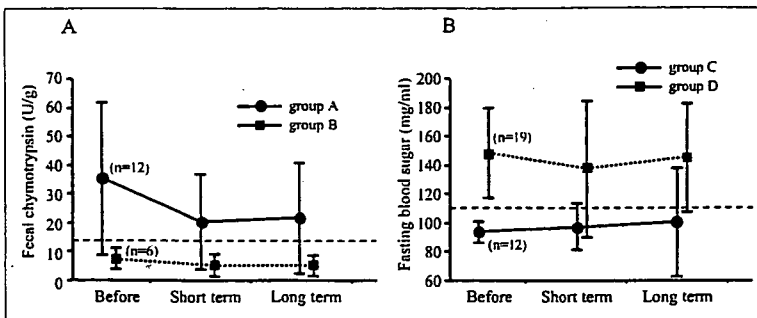 A
Fecal chymotrypsin (U/g)
70
60
50
40
30
20
10
0
group A
group B
(n=12)
(n=6)
Before Short term Long term
B
Fasting blood sugar (mg/ml)
200
180
160
140
120
100
80
60
group C
group D
(n=19)
(n=12)
Before Short term Long term